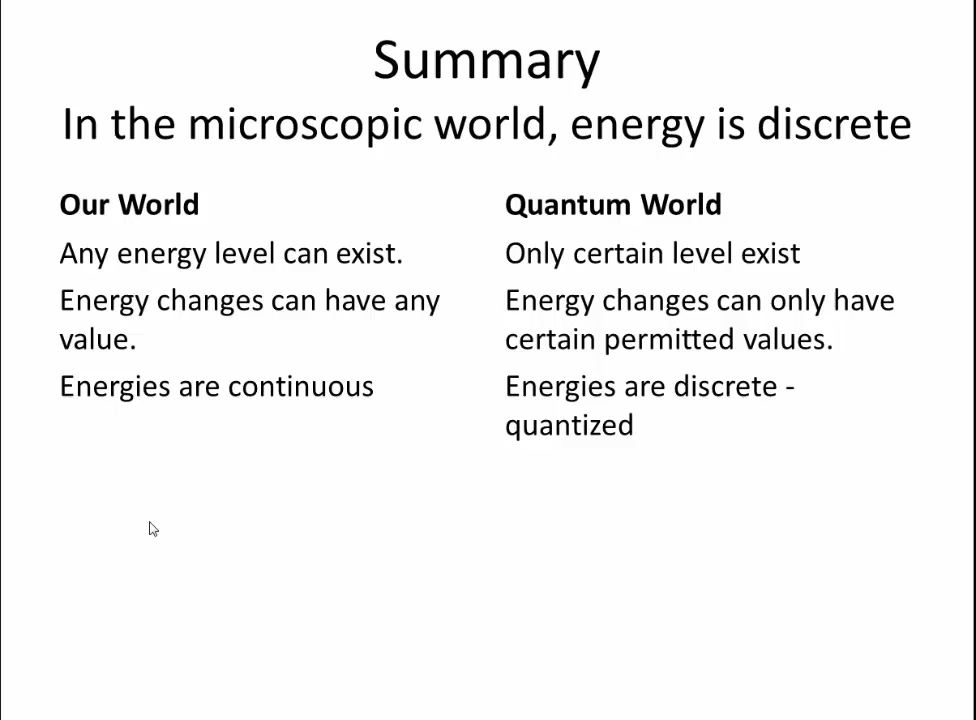 Summary
In the microscopic world, energy is discrete
Our World
Any energy level can exist.
Energy changes can have any
value.
Energies are continuous
Quantum World
Only certain level exist
Energy changes can only have
certain permitted values.
Energies are discrete -
quantized